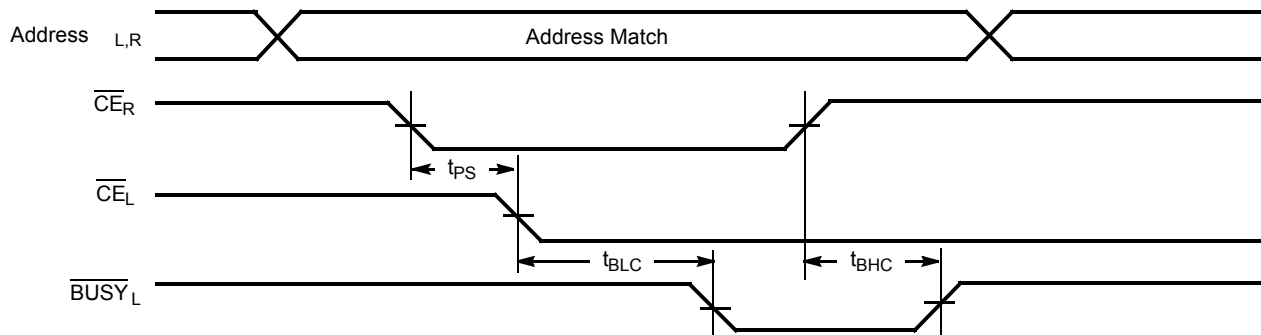 Address L,R
Address Match
CE̅R
tPS
CE̅L
tBLC
tBHC
BUSY̅L